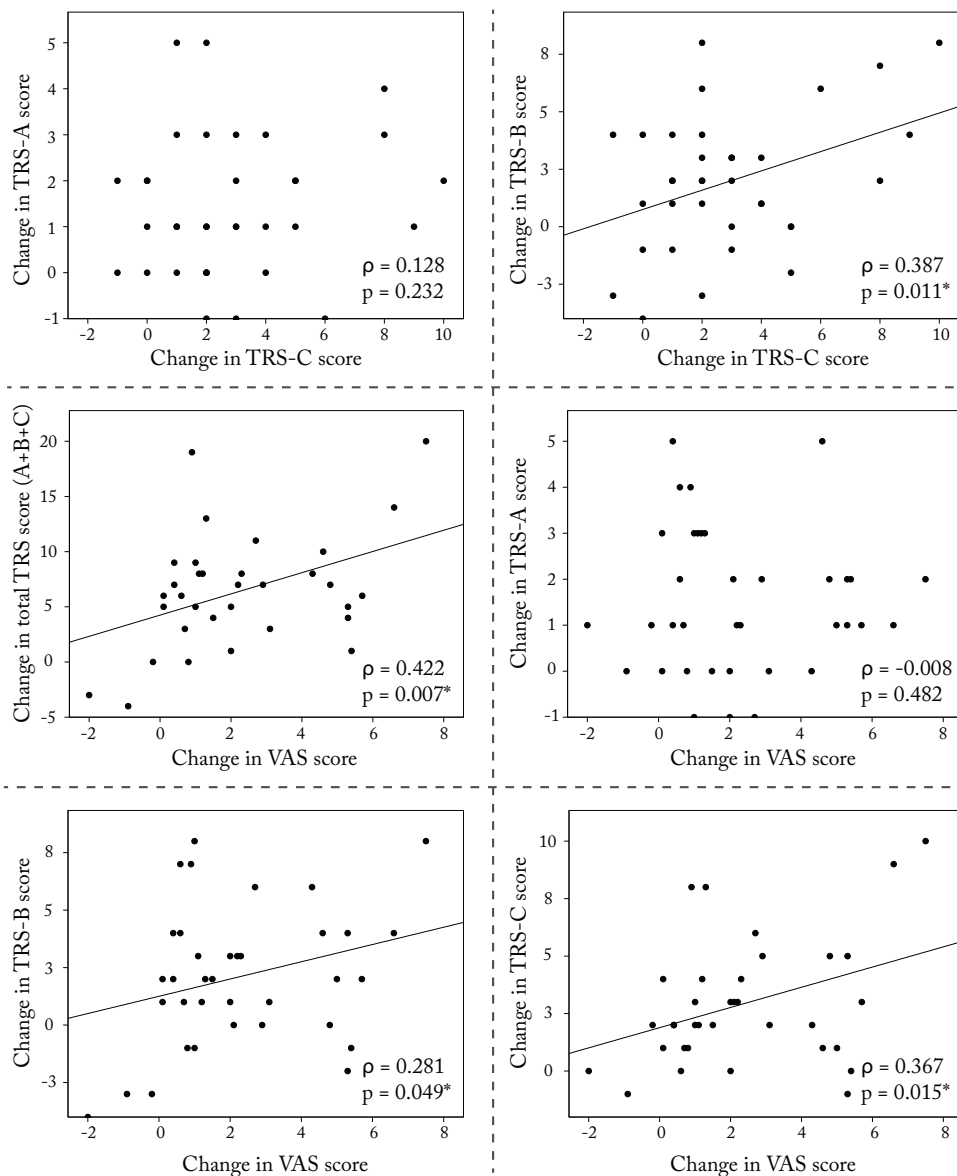 Change in TRS-A score
5
4
3
2
1
0
-1
-2 0 2 4 6 8 10
Change in TRS-C score
ρ = 0.128
p = 0.232
Change in TRS-B score
8
5
3
0
-3
-2 0 2 4 6 8 10
Change in TRS-C score
ρ = 0.387
p = 0.011*
Change in total TRS score (A+B+C)
20
15
10
5
0
-5
-2 0 2 4 6 8
Change in VAS score
ρ = 0.422
p = 0.007*
Change in TRS-A score
5
4
3
2
1
0
-1
-2 0 2 4 6 8
Change in VAS score
ρ = -0.008
p = 0.482
Change in TRS-B score
8
5
3
0
-3
-2 0 2 4 6 8
Change in VAS score
ρ = 0.281
p = 0.049*
Change in TRS-C score
10
8
5
3
0
-2 0 2 4 6 8
Change in VAS score
ρ = 0.367
p = 0.015*